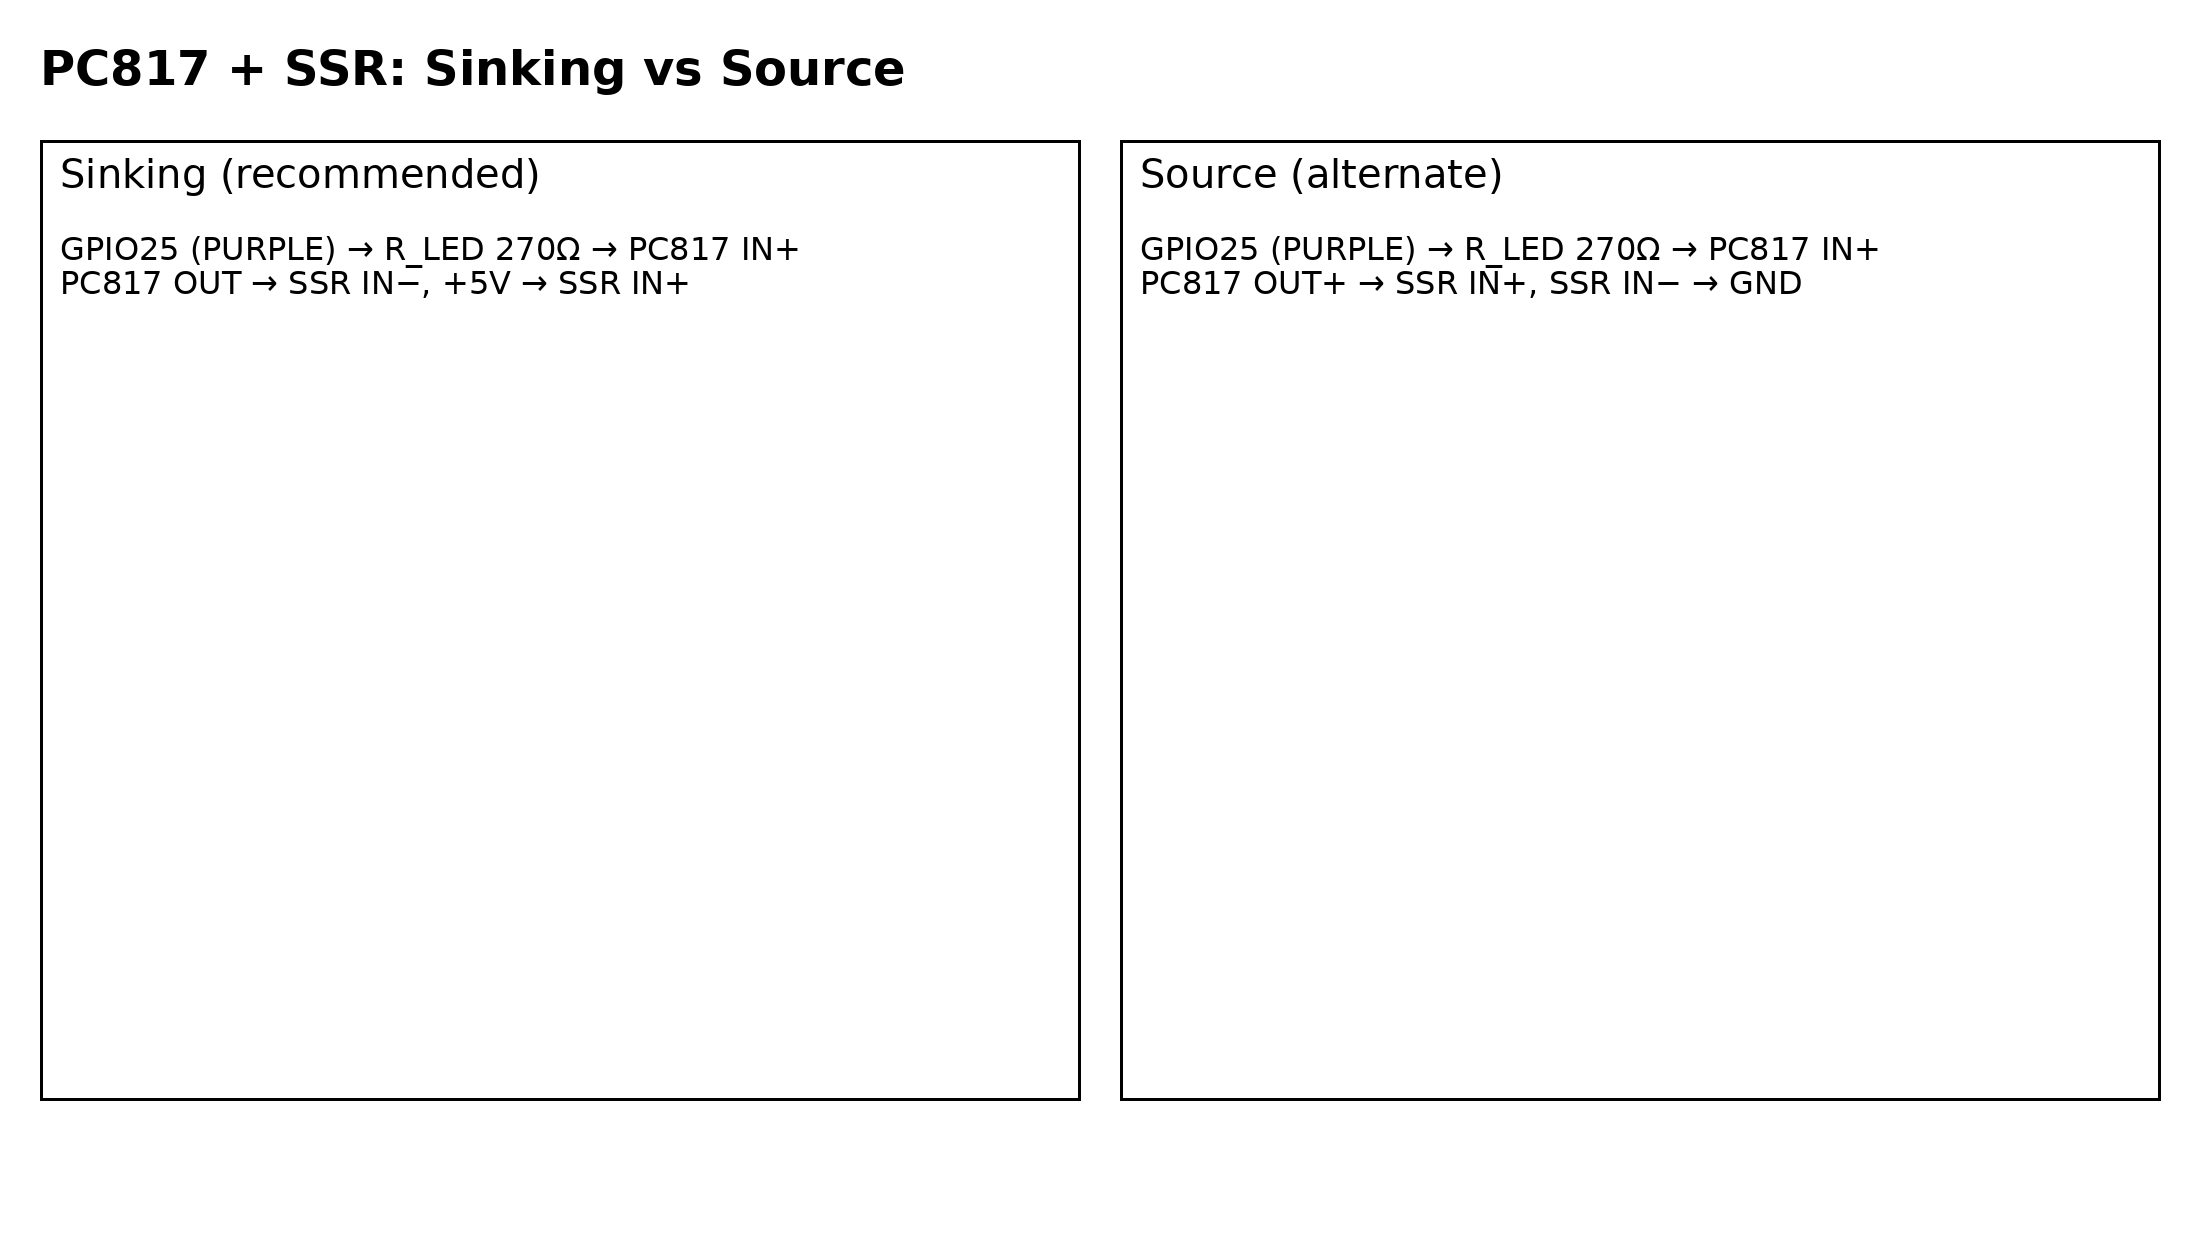 PC817 + SSR: Sinking vs Source
Sinking (recommended)
GPIO25 (PURPLE) → R_LED 270Ω → PC817 IN+
PC817 OUT → SSR IN−, +5V → SSR IN+
Source (alternate)
GPIO25 (PURPLE) → R_LED 270Ω → PC817 IN+
PC817 OUT+ → SSR IN+, SSR IN− → GND